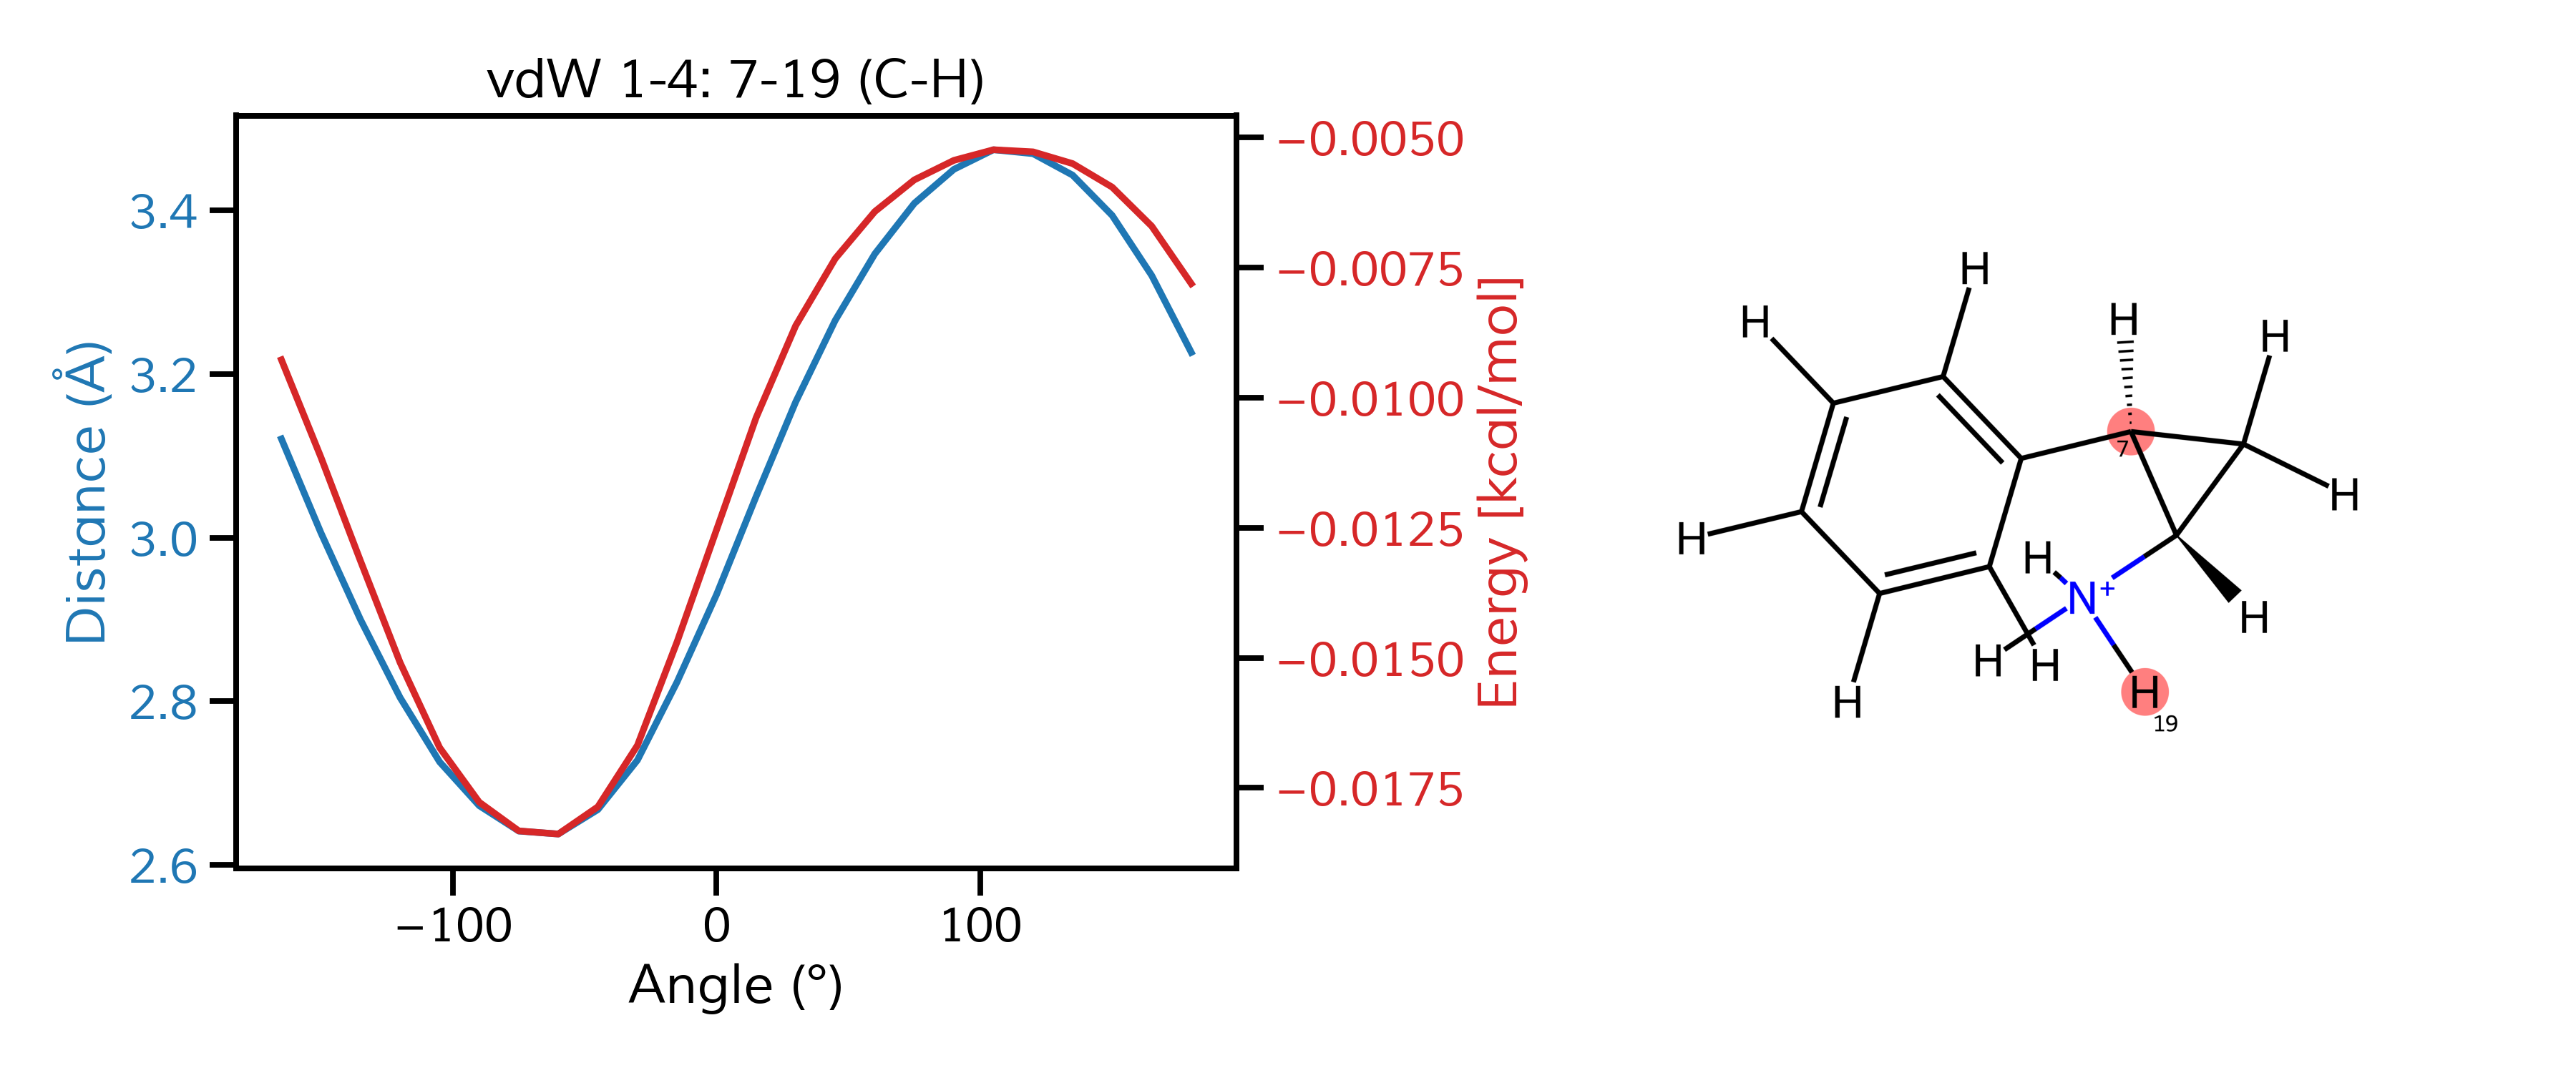 vdW 1-4: 7-19 (C-H)
Distance (Å)
3.4
3.2
3.0
2.8
2.6
−100
0
100
Angle (°)
−0.0050
−0.0075
−0.0100
−0.0125
−0.0150
−0.0175
Energy [kcal/mol]
H
H
H
H
H
7
H
H
H
N⁺
H
H
H
H
H
19